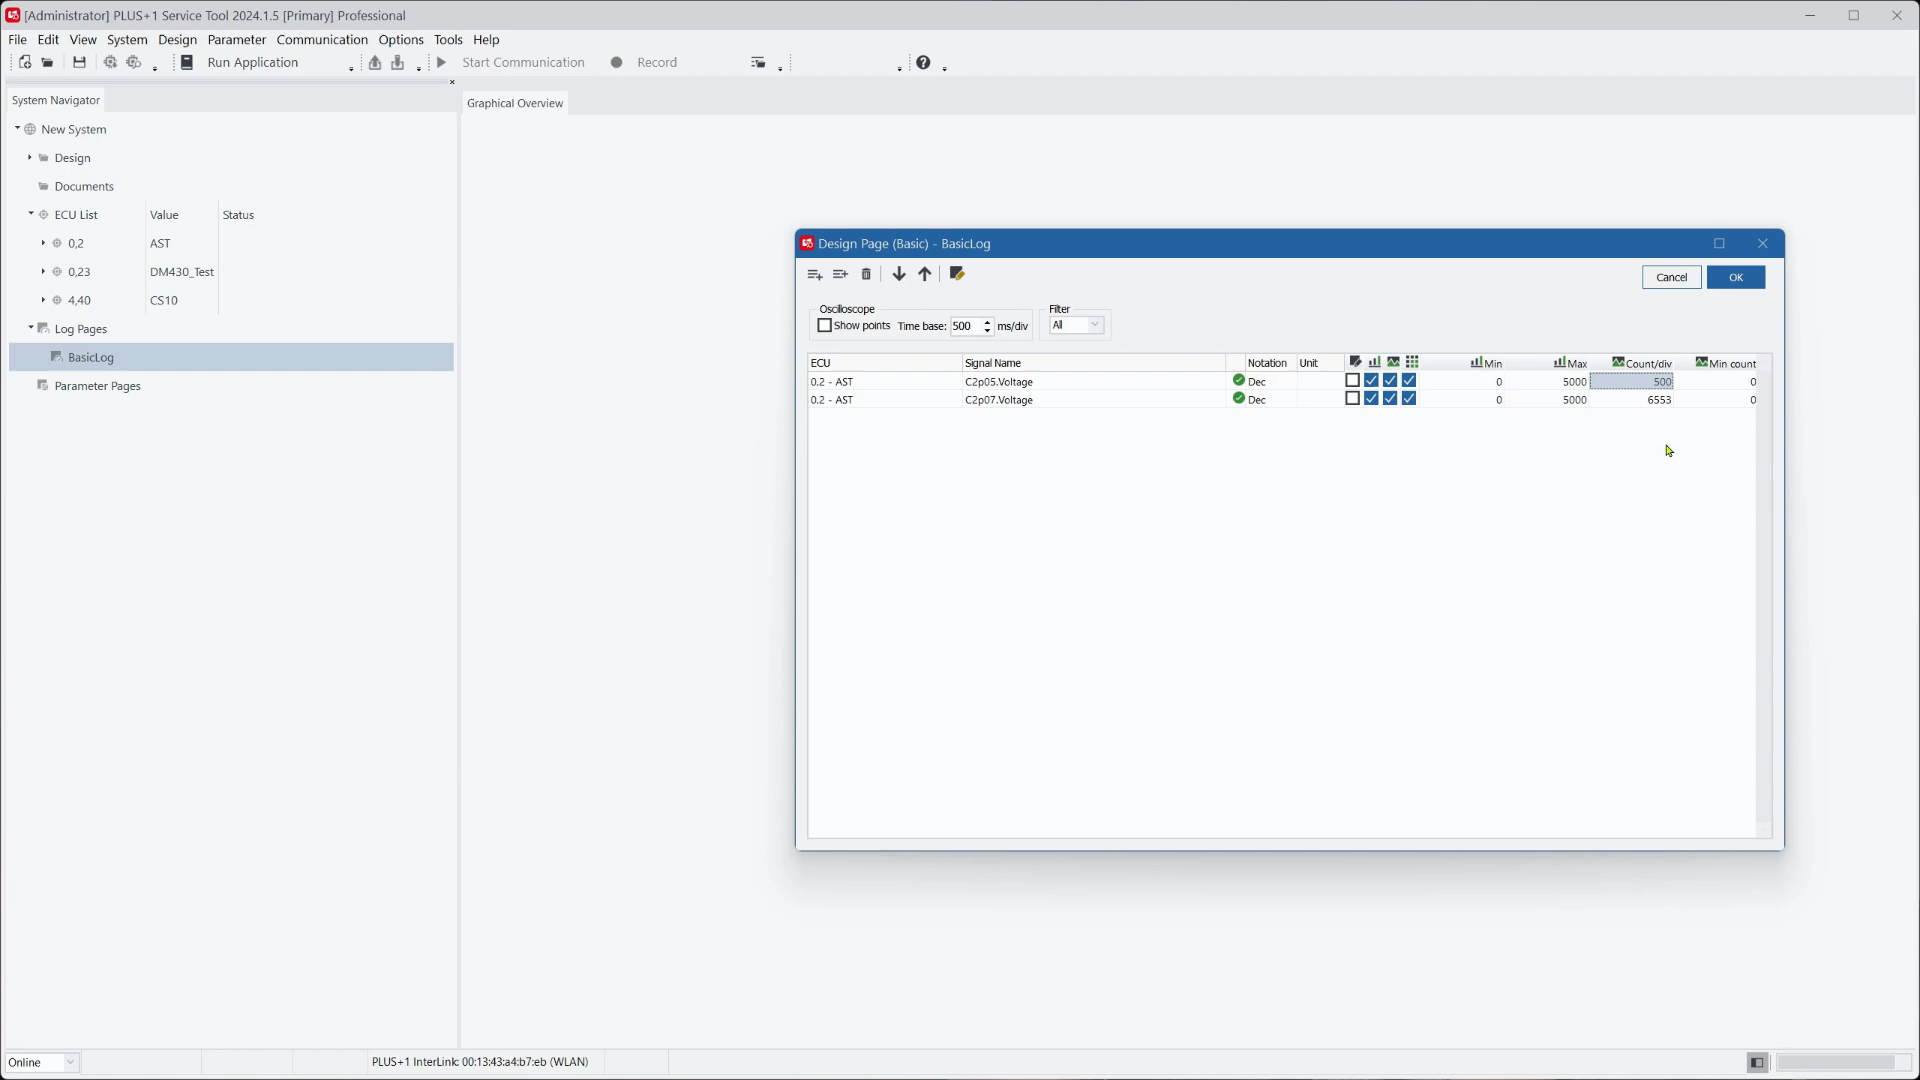 [Administrator] PLUS+1 Service Tool 2024.1.5 [Primary] Professional
File Edit View System Design Parameter Communication Options Tools Help
Run Application Start Communication Record
System Navigator
Graphical Overview
New System
Design
Documents
ECU List Value Status
0,2 AST
0,23 DM430_Test
4,40 CS10
Log Pages
BasicLog
Parameter Pages
Design Page (Basic) - BasicLog
Cancel OK
Oscilloscope Filter
Show points Time base: 500 ms/div All
ECU Signal Name Notation Unit Min Max Count/div Min count
0.2 - AST C2p05.Voltage Dec 0 5000 500 0
0.2 - AST C2p07.Voltage Dec 0 5000 6553 0
Online PLUS+1 InterLink: 00:13:43:a4:b7:eb (WLAN)